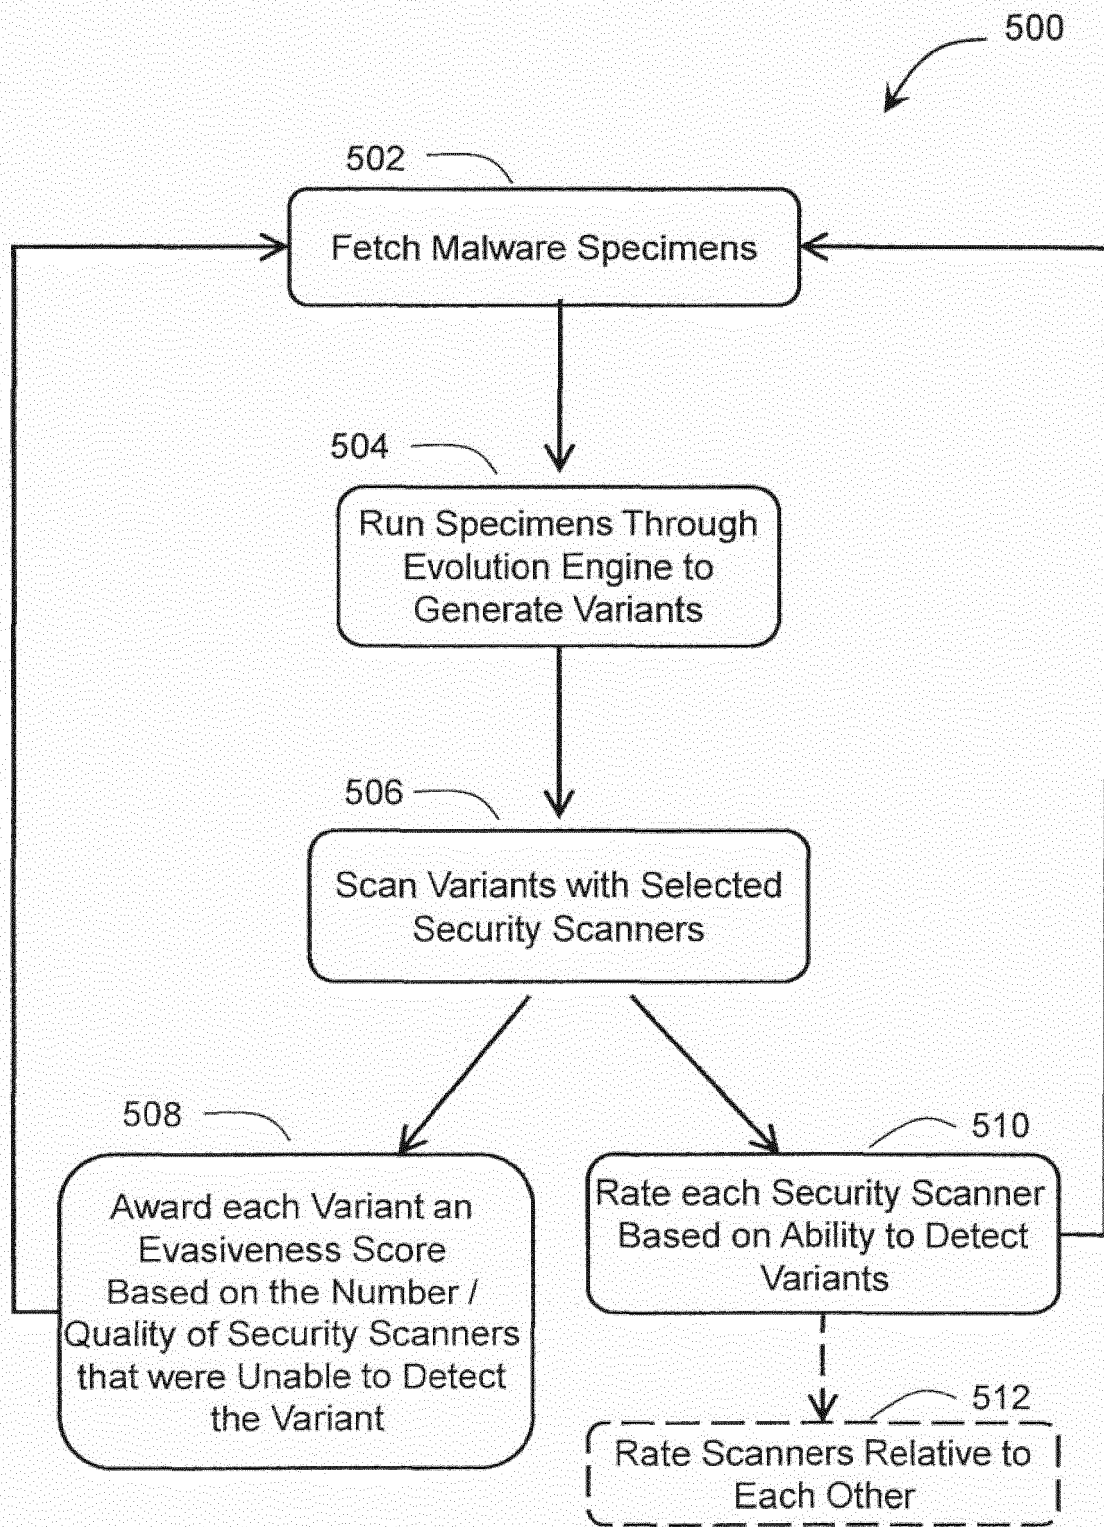 500
502
Fetch Malware Specimens
504
Run Specimens Through
Evolution Engine to
Generate Variants
506
Scan Variants with Selected
Security Scanners
508
Award each Variant an
Evasiveness Score
Based on the Number /
Quality of Security Scanners
that were Unable to Detect
the Variant
510
Rate each Security Scanner
Based on Ability to Detect
Variants
512
Rate Scanners Relative to
Each Other